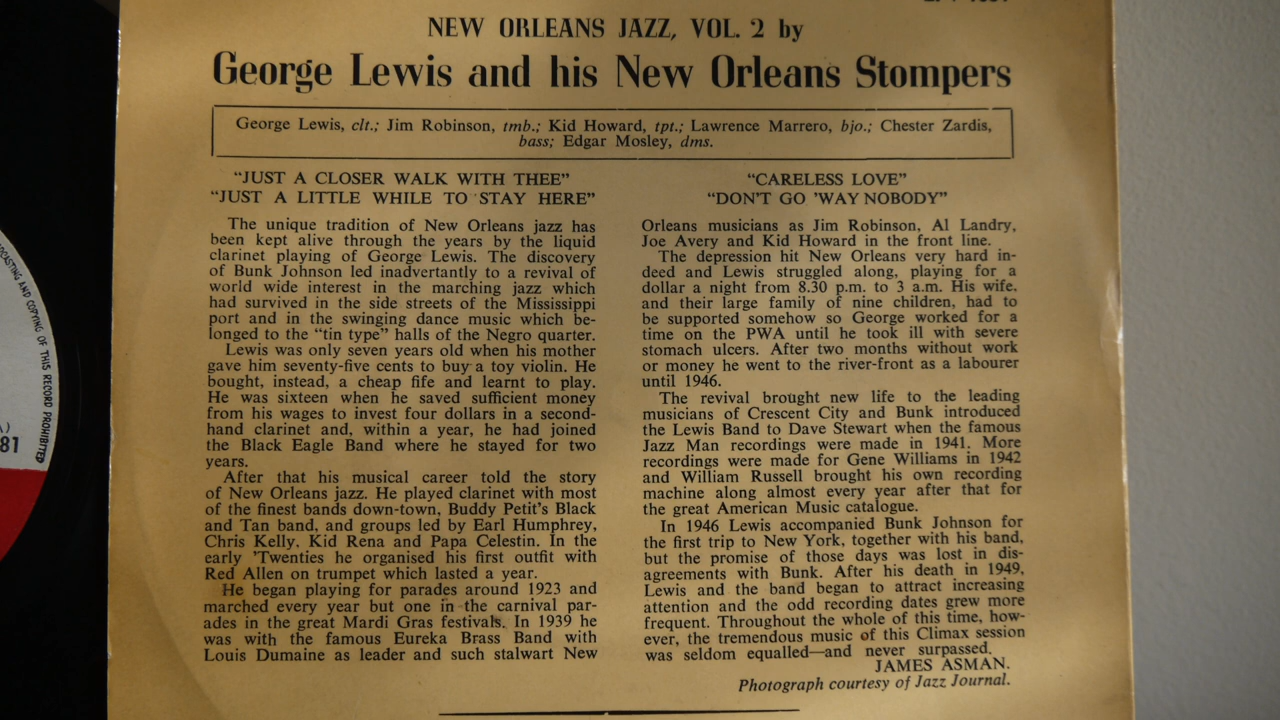 NEW ORLEANS JAZZ, VOL. 2 by
George Lewis and his New Orleans Stompers
George Lewis, clt.; Jim Robinson, tmb.; Kid Howard, tpt.; Lawrence Marrero, bjo.; Chester Zardis,
bass; Edgar Mosley, dms.
"JUST A CLOSER WALK WITH THEE"
"JUST A LITTLE WHILE TO STAY HERE"
The unique tradition of New Orleans jazz has
been kept alive through the years by the liquid
clarinet playing of George Lewis. The discovery
of Bunk Johnson led inadvertantly to a revival of
world wide interest in the marching jazz which
had survived in the side streets of the Mississippi
port and in the swinging dance music which be-
longed to the "tin type" halls of the Negro quarter.
Lewis was only seven years old when his mother
gave him seventy-five cents to buy a toy violin. He
bought, instead, a cheap fife and learnt to play.
He was sixteen when he saved sufficient money
from his wages to invest four dollars in a second-
hand clarinet and, within a year, he had joined
the Black Eagle Band where he stayed for two
years.
After that his musical career told the story
of New Orleans jazz. He played clarinet with most
of the finest bands down-town, Buddy Petit's Black
and Tan band, and groups led by Earl Humphrey,
Chris Kelly, Kid Rena and Papa Celestin. In the
early 'Twenties he organised his first outfit with
Red Allen on trumpet which lasted a year.
He began playing for parades around 1923 and
marched every year but one in the carnival par-
ades in the great Mardi Gras festivals. In 1939 he
was with the famous Eureka Brass Band with
Louis Dumaine as leader and such stalwart New
"CARELESS LOVE"
"DON'T GO 'WAY NOBODY"
Orleans musicians as Jim Robinson, Al Landry,
Joe Avery and Kid Howard in the front line.
The depression hit New Orleans very hard in-
deed and Lewis struggled along, playing for a
dollar a night from 8.30 p.m. to 3 a.m. His wife,
and their large family of nine children, had to
be supported somehow so George worked for a
time on the PWA until he took ill with severe
stomach ulcers. After two months without work
or money he went to the river-front as a labourer
until 1946.
The revival brought new life to the leading
musicians of Crescent City and Bunk introduced
the Lewis Band to Dave Stewart when the famous
Jazz Man recordings were made in 1941. More
recordings were made for Gene Williams in 1942
and William Russell brought his own recording
machine along almost every year after that for
the great American Music catalogue.
In 1946 Lewis accompanied Bunk Johnson for
the first trip to New York, together with his band,
but the promise of those days was lost in dis-
agreements with Bunk. After his death in 1949,
Lewis and the band began to attract increasing
attention and the odd recording dates grew more
frequent. Throughout the whole of this time, how-
ever, the tremendous music of this Climax session
was seldom equalled—and never surpassed.
JAMES ASMAN.
Photograph courtesy of Jazz Journal.
AND COPYING OF THIS RECORD PROHIBITED
81